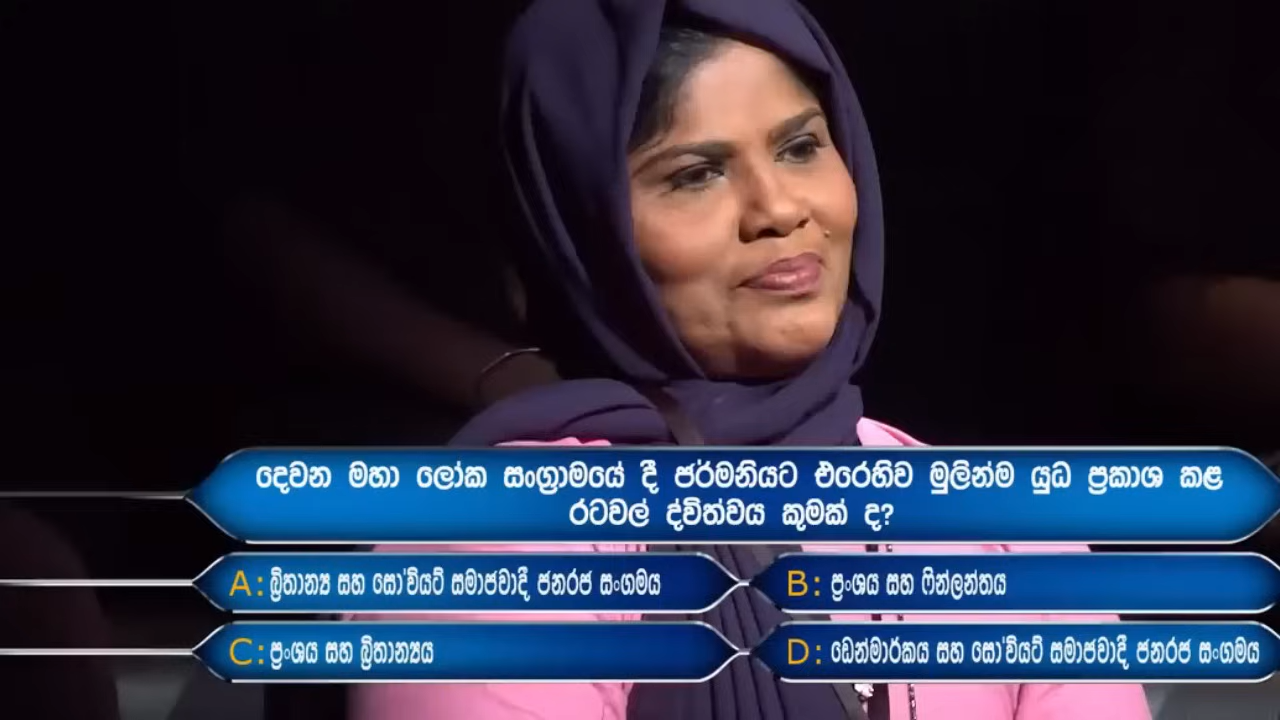 දෙවන මහා ලෝක සංග්‍රාමයේ දී ජර්මනියට එරෙහිව මුලින්ම යුධ ප්‍රකාශ කළ
රටවල් ද්විත්වය කුමක් ද?
A: බ්‍රිතාන්‍ය සහ සෝවියට් සමාජවාදී ජනරජ සංගමය
B: ප්‍රංශය සහ ෆින්ලන්තය
C: ප්‍රංශය සහ බ්‍රිතාන්‍යය
D: ඩෙන්මාර්කය සහ සෝවියට් සමාජවාදී ජනරජ සංගමය